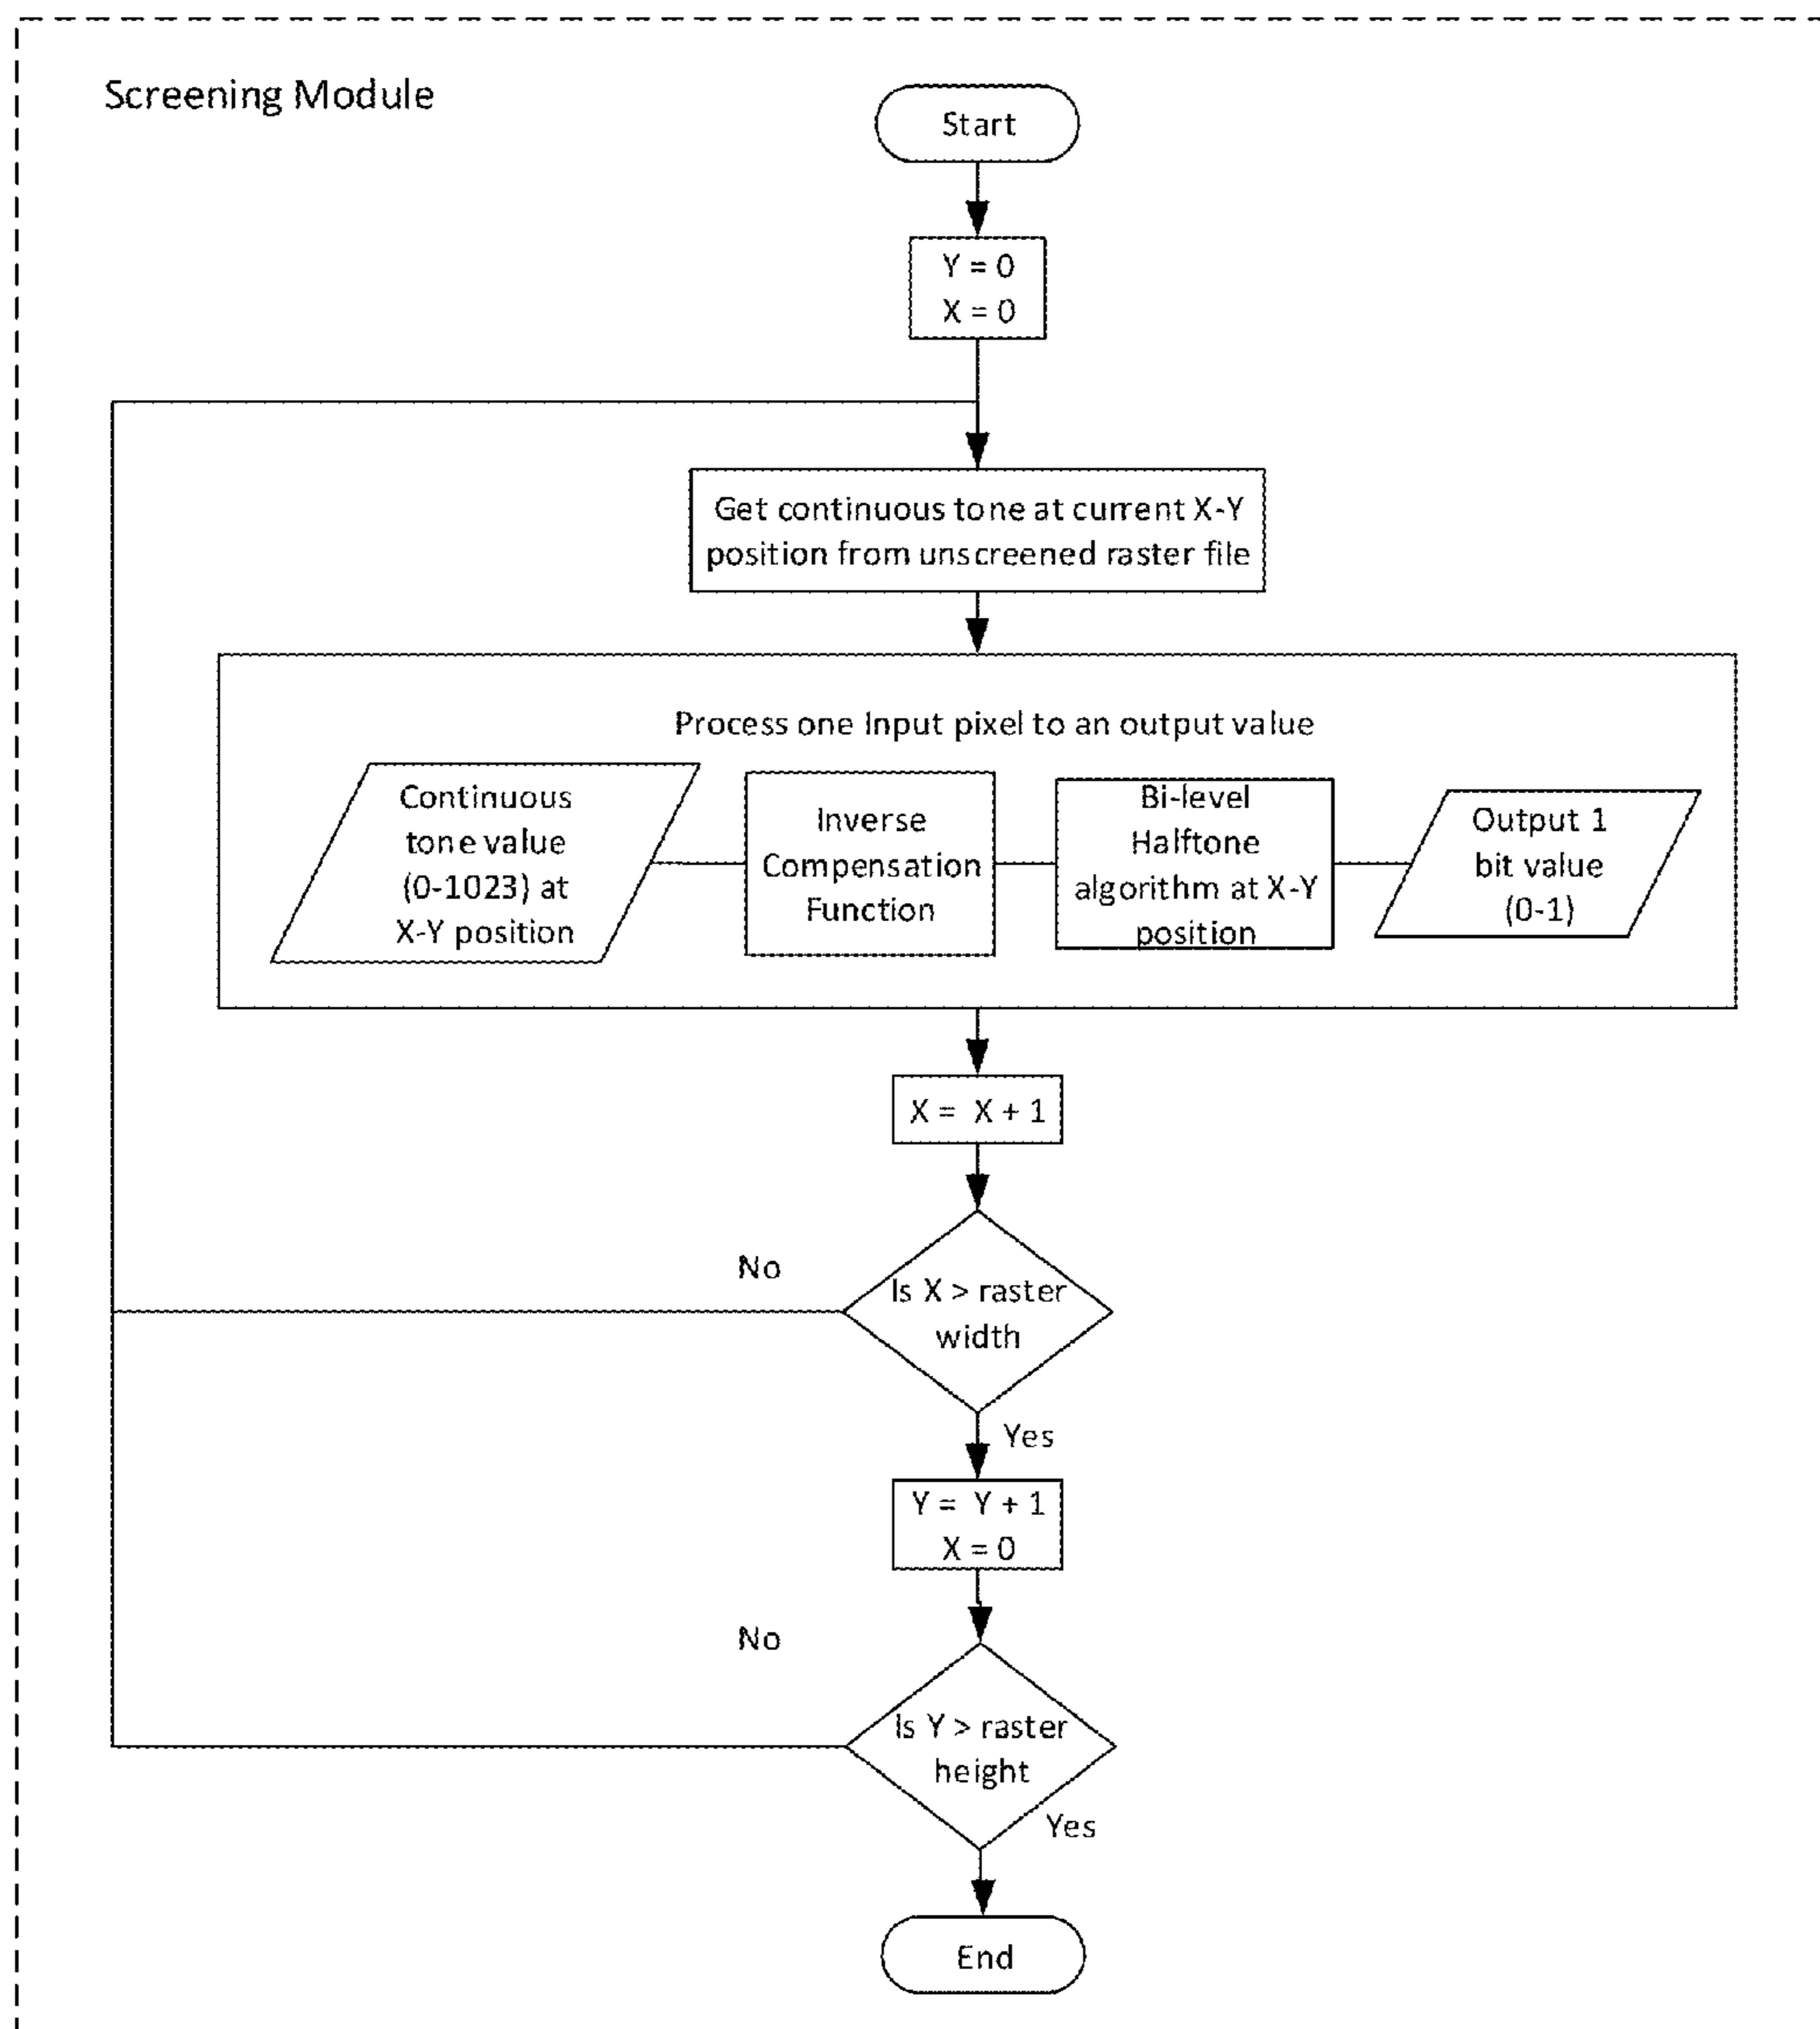 Screening Module
Start
Y = 0
X = 0
Get continuous tone at current X-Y
position from unscreened raster file
Process one Input pixel to an output value
Continuous
tone value
(0-1023) at
X-Y position
Inverse
Compensation
Function
Bi-level
Halftone
algorithm at X-Y
position
Output 1
bit value
(0-1)
X = X + 1
No
Is X > raster
width
Yes
Y = Y + 1
X = 0
No
Is Y > raster
height
Yes
End